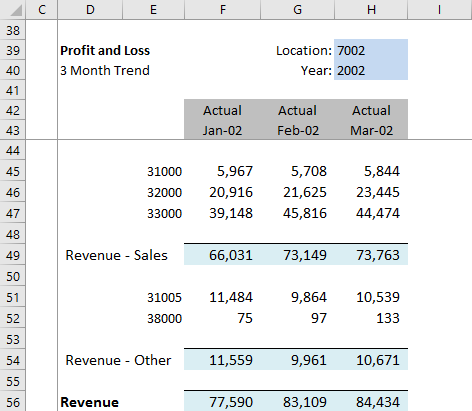 C D E F G H I
38
39 Profit and Loss Location: 7002
40 3 Month Trend Year: 2002
41
42 Actual Actual Actual
43 Jan-02 Feb-02 Mar-02
44
45 31000 5,967 5,708 5,844
46 32000 20,916 21,625 23,445
47 33000 39,148 45,816 44,474
48
49 Revenue - Sales 66,031 73,149 73,763
50
51 31005 11,484 9,864 10,539
52 38000 75 97 133
53
54 Revenue - Other 11,559 9,961 10,671
55
56 Revenue 77,590 83,109 84,434